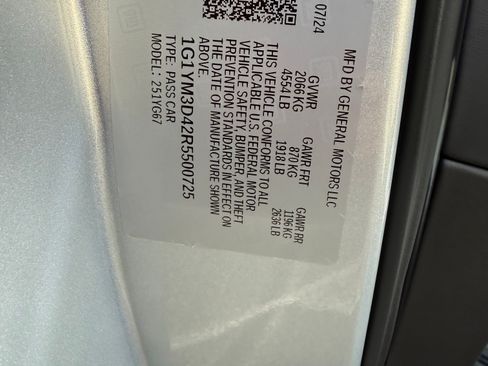 MFD BY GENERAL MOTORS LLC
07/24
GVWR
2066 KG
4554 LB
GAWR FRT
870 KG
1918 LB
GAWR RR
1196 KG
2636 LB
THIS VEHICLE CONFORMS TO ALL
APPLICABLE U.S. FEDERAL MOTOR
VEHICLE SAFETY, BUMPER, AND THEFT
PREVENTION STANDARDS IN EFFECT ON
THE DATE OF MANUFACTURE SHOWN
ABOVE.
1G1YM3D42R5500725
TYPE: PASS CAR
MODEL: 251YG67